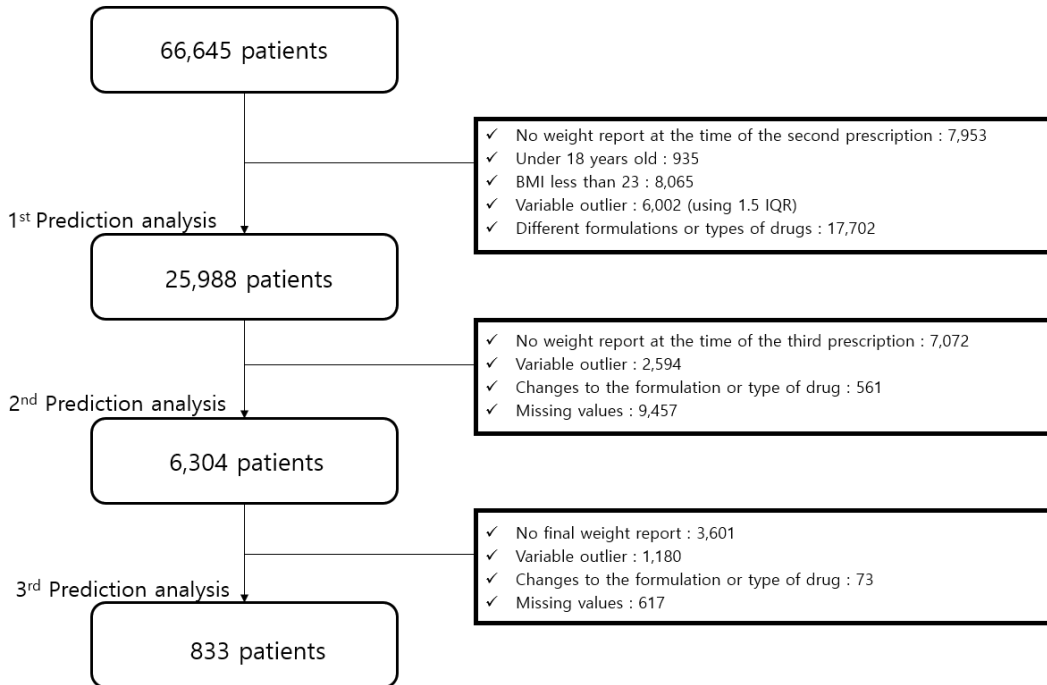 66,645 patients
✓ No weight report at the time of the second prescription : 7,953
✓ Under 18 years old : 935
✓ BMI less than 23 : 8,065
✓ Variable outlier : 6,002 (using 1.5 IQR)
✓ Different formulations or types of drugs : 17,702
1st Prediction analysis
25,988 patients
✓ No weight report at the time of the third prescription : 7,072
✓ Variable outlier : 2,594
✓ Changes to the formulation or type of drug : 561
✓ Missing values : 9,457
2nd Prediction analysis
6,304 patients
✓ No final weight report : 3,601
✓ Variable outlier : 1,180
✓ Changes to the formulation or type of drug : 73
✓ Missing values : 617
3rd Prediction analysis
833 patients